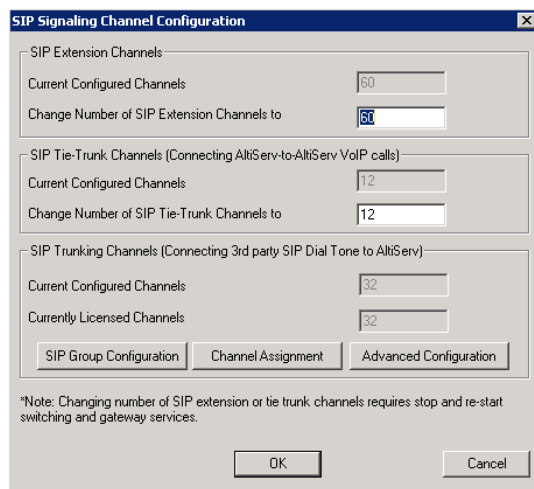 SIP Signaling Channel Configuration
SIP Extension Channels
Current Configured Channels 60
Change Number of SIP Extension Channels to 60
SIP Tie-Trunk Channels (Connecting AltiServ-to-AltiServ VoIP calls)
Current Configured Channels 12
Change Number of SIP Tie-Trunk Channels to 12
SIP Trunking Channels (Connecting 3rd party SIP Dial Tone to AltiServ)
Current Configured Channels 32
Currently Licensed Channels 32
SIP Group Configuration Channel Assignment Advanced Configuration
*Note: Changing number of SIP extension or tie trunk channels requires stop and re-start
switching and gateway services.
OK Cancel